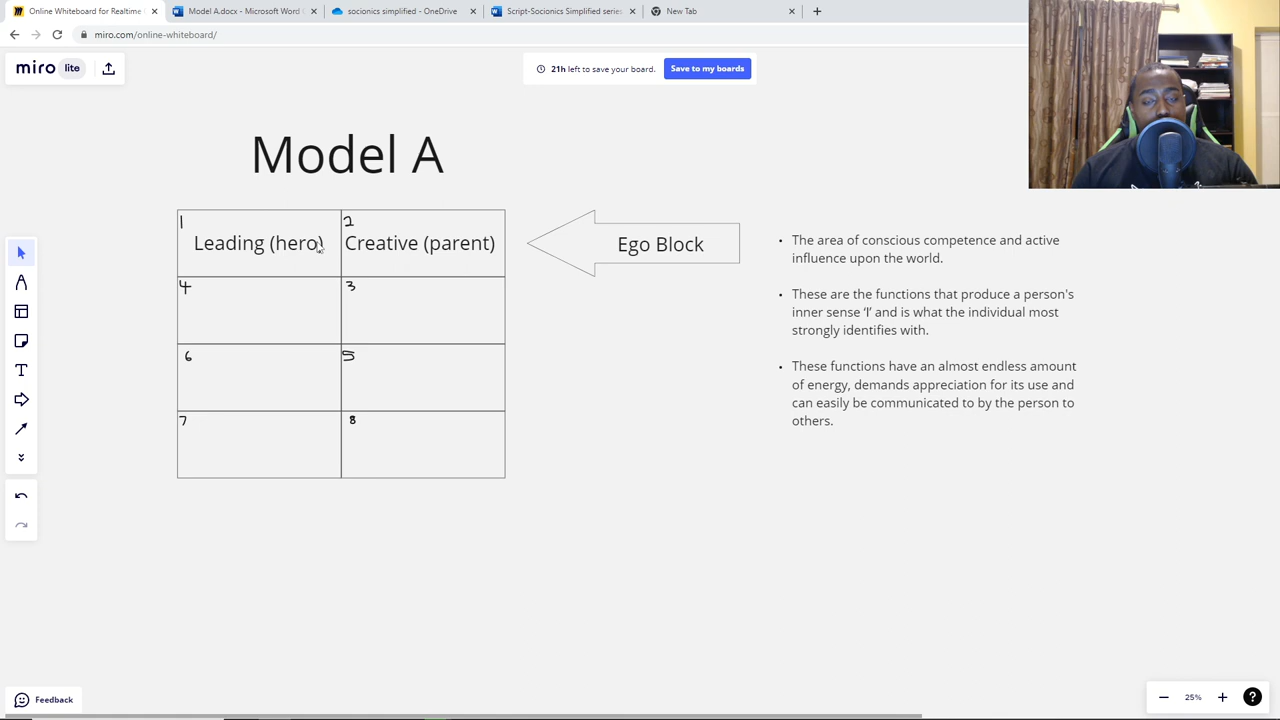 Online Whiteboard for Realtime
Model A.docx - Microsoft Word
socionics simplified - OneDrive
Script-Socionics Simplified series
New Tab
miro.com/online-whiteboard/
miro lite
21h left to save your board.
Save to my boards
Model A
1
Leading (hero)
2
Creative (parent)
Ego Block
4
3
6
5
7
8
• The area of conscious competence and active
influence upon the world.
• These are the functions that produce a person's
inner sense ‘I’ and is what the individual most
strongly identifies with.
• These functions have an almost endless amount
of energy, demands appreciation for its use and
can easily be communicated to by the person to
others.
Feedback
25%